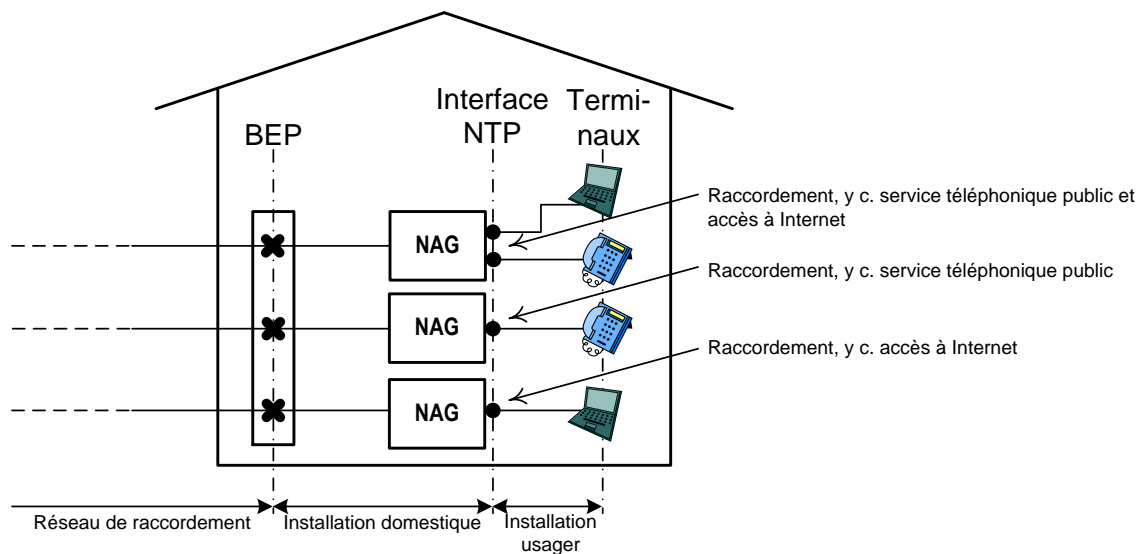 BEP
Interface
NTP
Termi-
naux
NAG
NAG
NAG
Raccordement, y c. service téléphonique public et
accès à Internet
Raccordement, y c. service téléphonique public
Raccordement, y c. accès à Internet
Réseau de raccordement
Installation domestique
Installation
usager